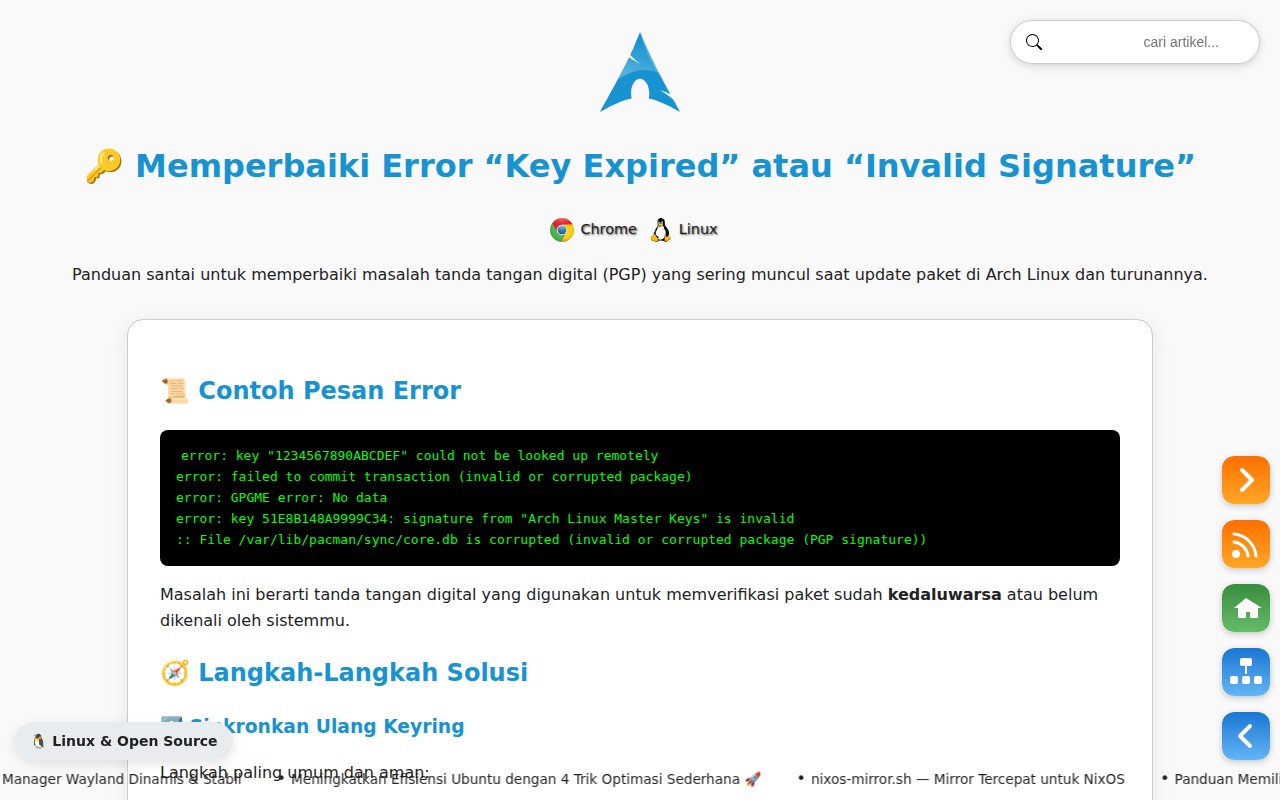 cari artikel...
🔑 Memperbaiki Error “Key Expired” atau “Invalid Signature”
Chrome Linux
Panduan santai untuk memperbaiki masalah tanda tangan digital (PGP) yang sering muncul saat update paket di Arch Linux dan turunannya.
📜 Contoh Pesan Error
error: key "1234567890ABCDEF" could not be looked up remotely
error: failed to commit transaction (invalid or corrupted package)
error: GPGME error: No data
error: key 51E8B148A9999C34: signature from "Arch Linux Master Keys" is invalid
:: File /var/lib/pacman/sync/core.db is corrupted (invalid or corrupted package (PGP signature))
Masalah ini berarti tanda tangan digital yang digunakan untuk memverifikasi paket sudah kedaluwarsa atau belum
dikenali oleh sistemmu.
🧭 Langkah-Langkah Solusi
Sinkronkan Ulang Keyring
🐧 Linux & Open Source
Langkah paling umum dan aman:
Manager Wayland Dinamis & Stabil • Meningkatkan Efisiensi Ubuntu dengan 4 Trik Optimasi Sederhana 🚀 • nixos-mirror.sh — Mirror Tercepat untuk NixOS • Panduan